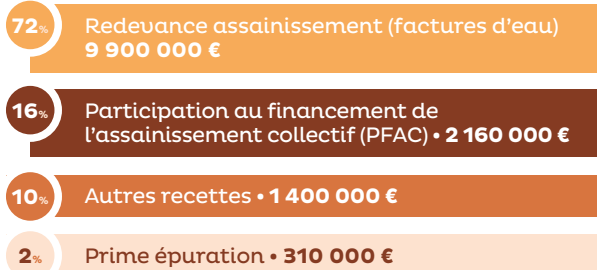 72%
Redevance assainissement (factures d'eau)
9 900 000 €
16%
Participation au financement de
l'assainissement collectif (PFAC) • 2 160 000 €
10%
Autres recettes • 1 400 000 €
2%
Prime épuration • 310 000 €